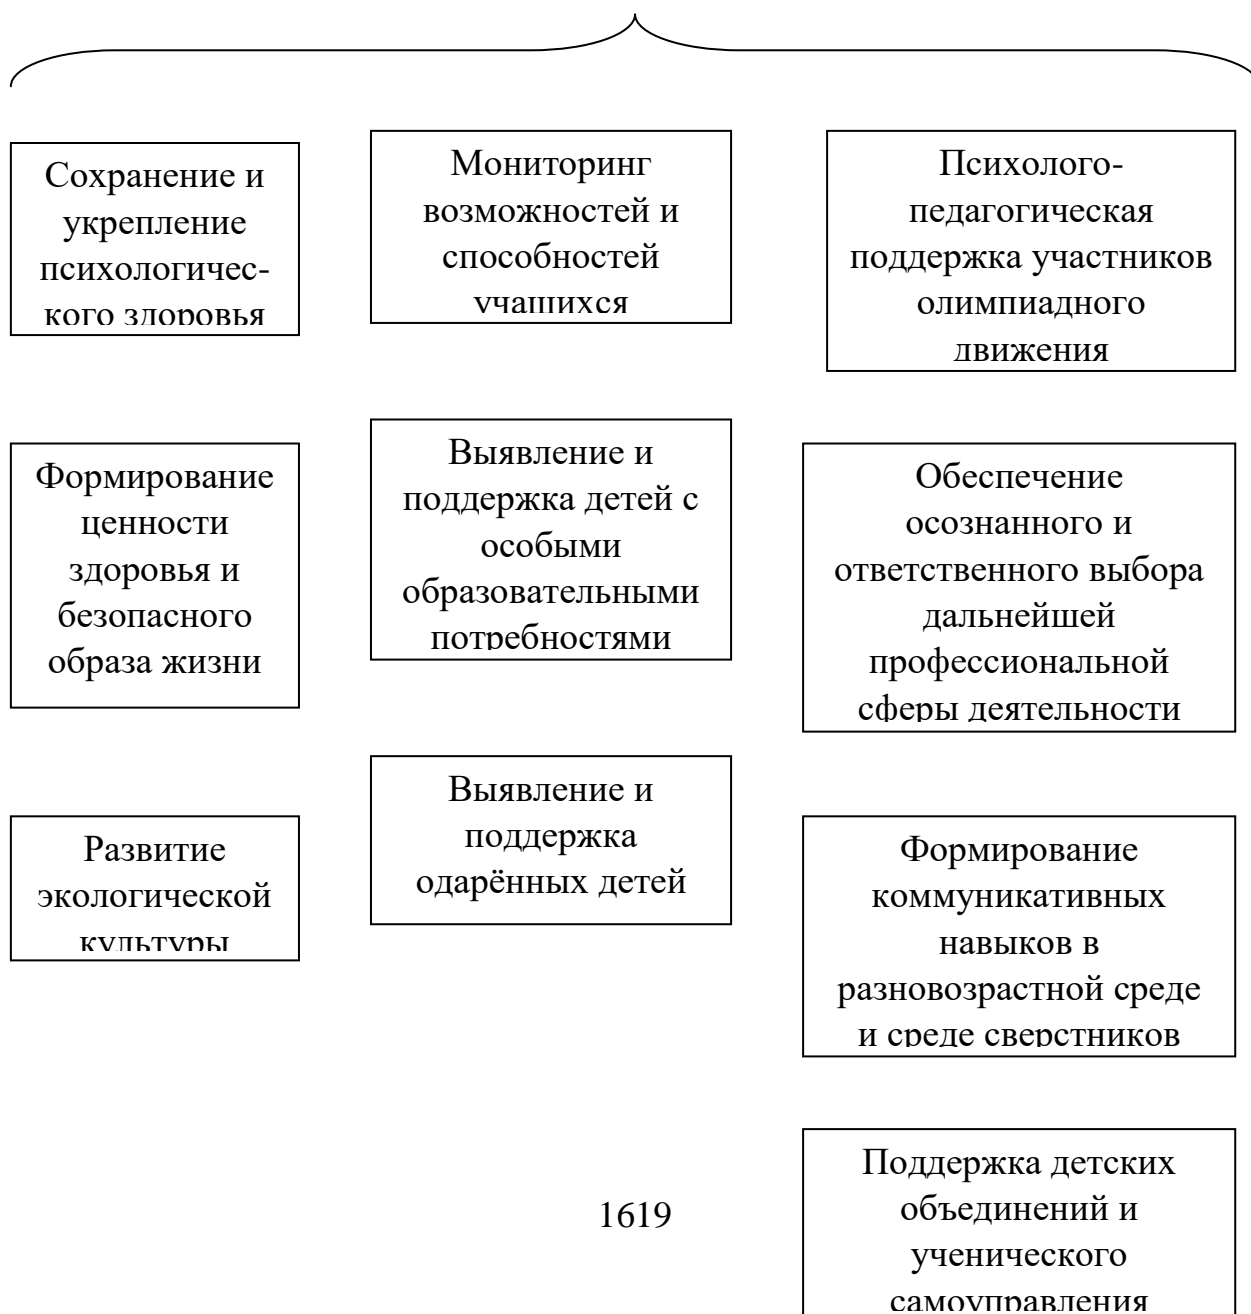 Сохранение и
укрепление
психологичес-
кого здоровья
Мониторинг
возможностей и
способностей
учащихся
Психолого-
педагогическая
поддержка участников
олимпиадного
движения
Формирование
ценности
здоровья и
безопасного
образа жизни
Выявление и
поддержка детей с
особыми
образовательными
потребностями
Обеспечение
осознанного и
ответственного выбора
дальнейшей
профессиональной
сферы деятельности
Развитие
экологической
культуры
Выявление и
поддержка
одарённых детей
Формирование
коммуникативных
навыков в
разновозрастной среде
и среде сверстников
Поддержка детских
объединений и
ученического
самоуправления
1619